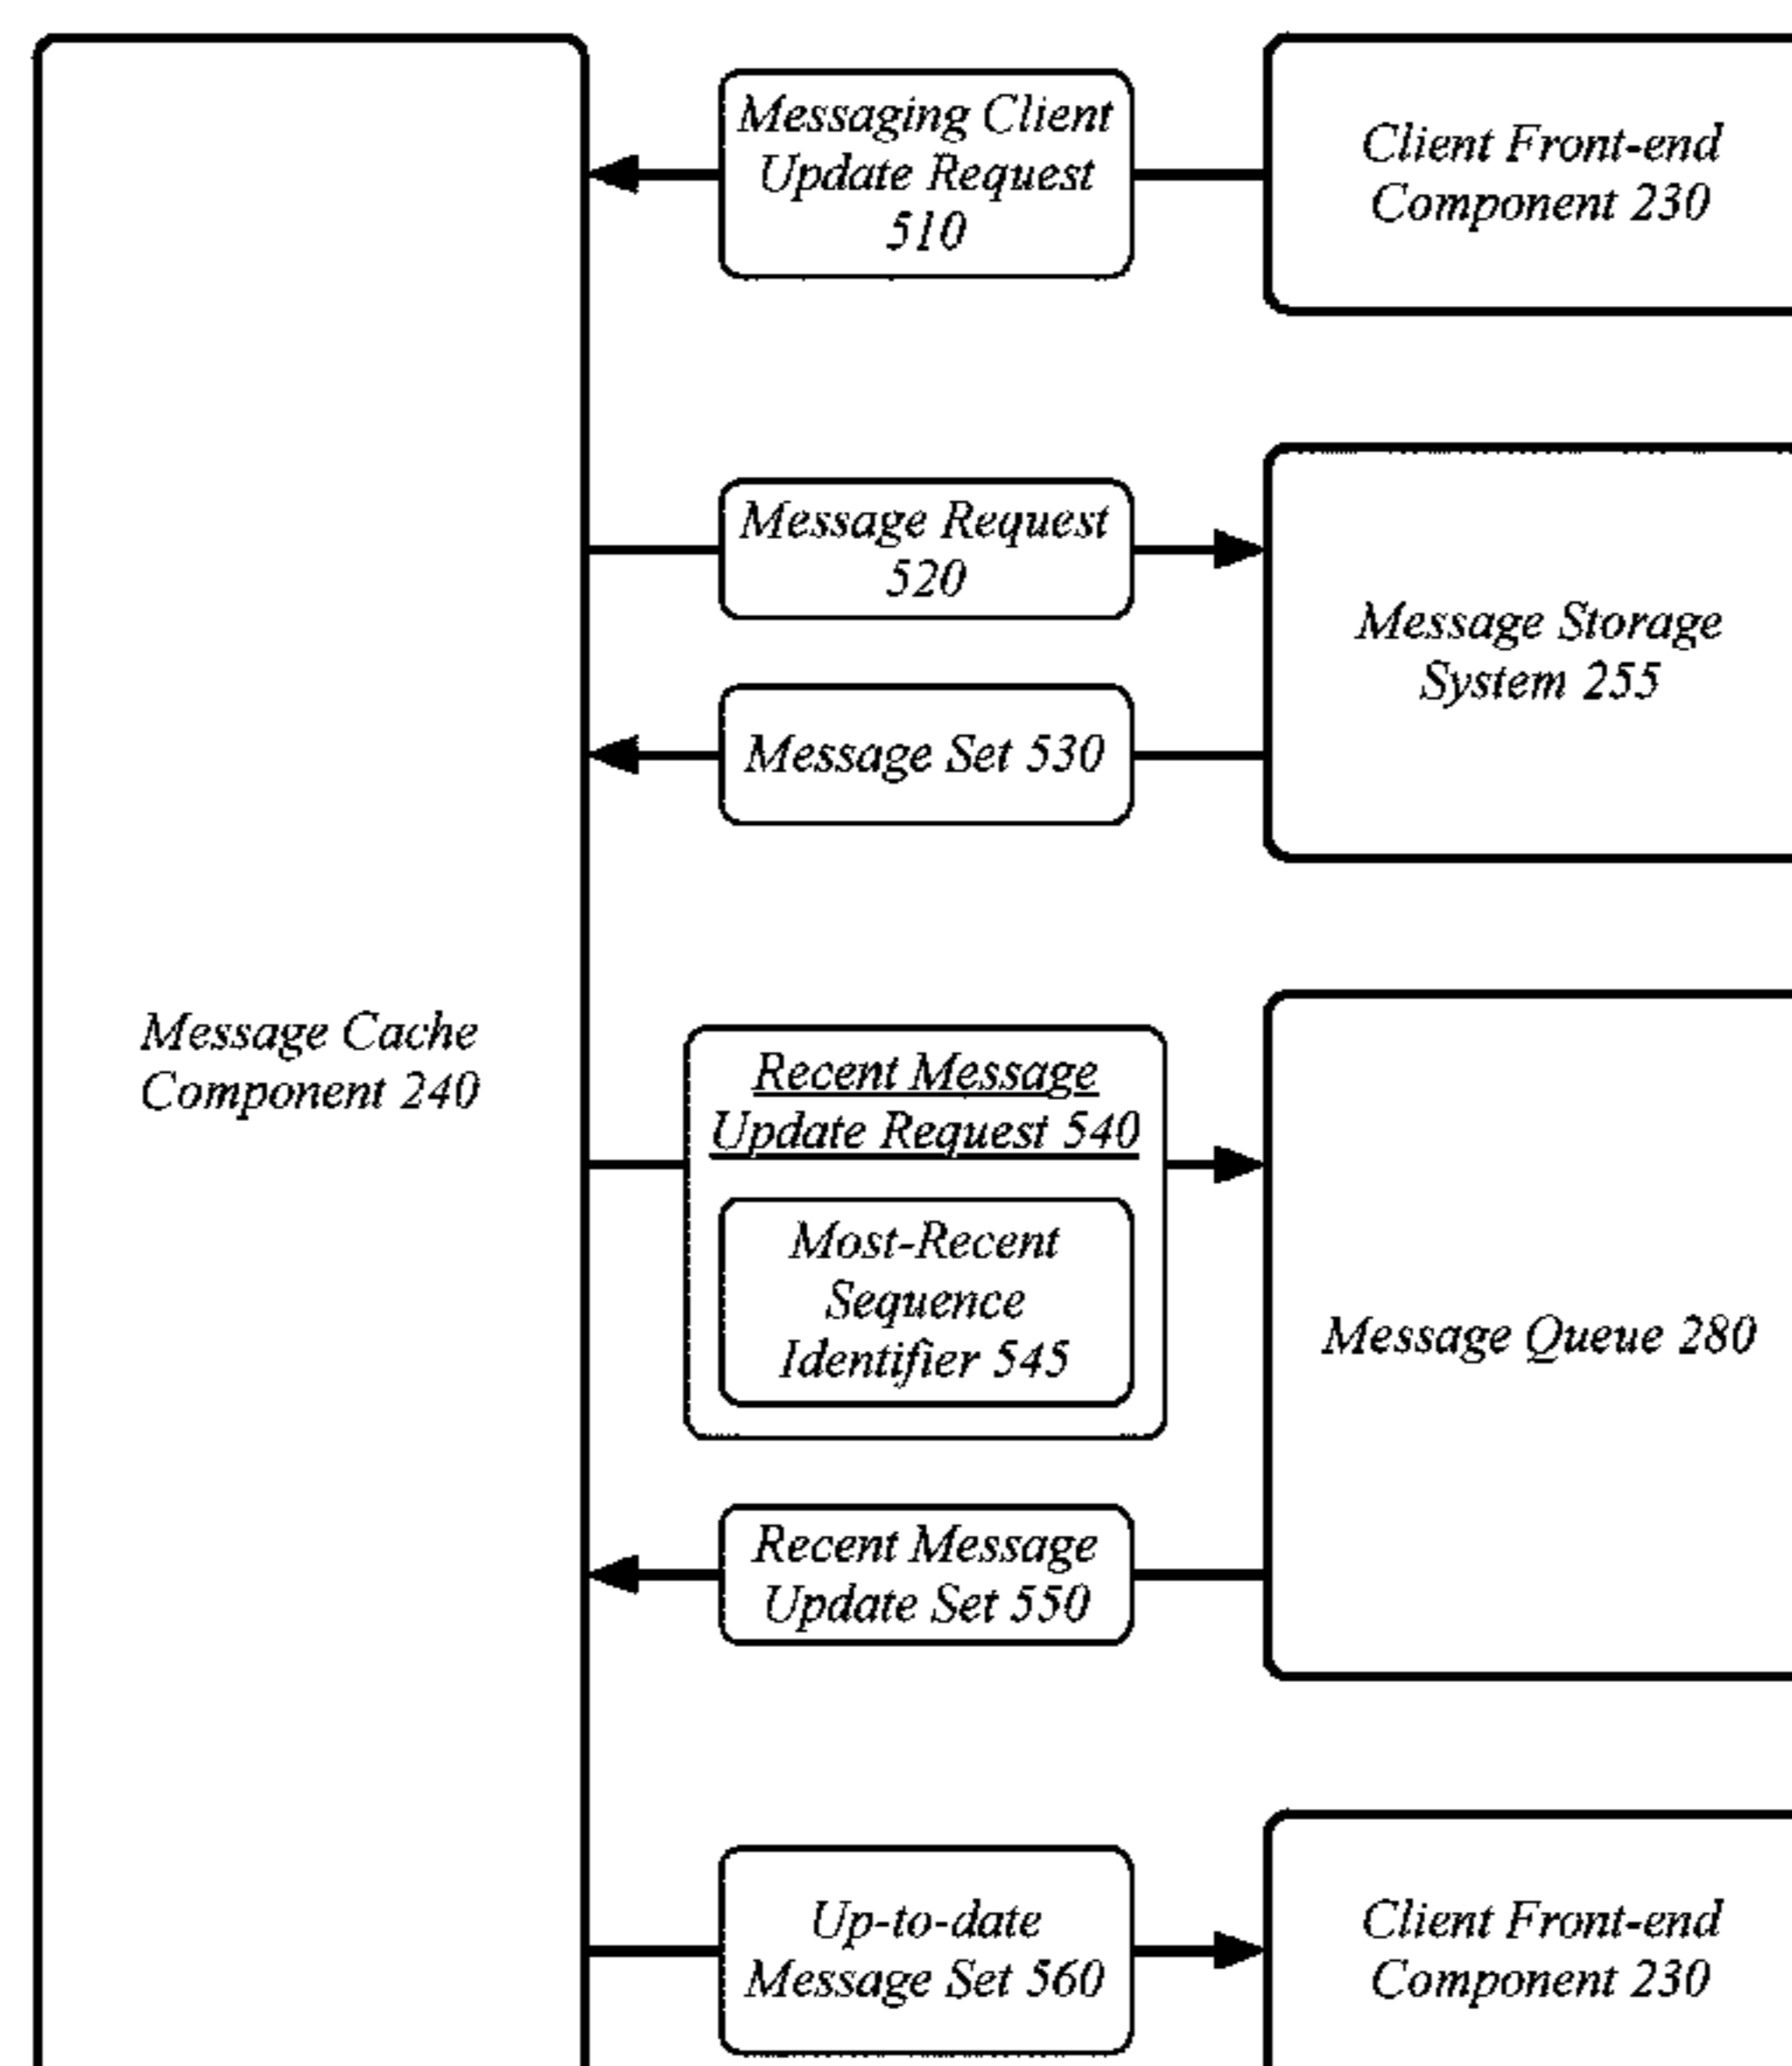 Messaging Client
Update Request
510
Client Front-end
Component 230
Message Request
520
Message Storage
System 255
Message Set 530
Message Cache
Component 240
Recent Message
Update Request 540
Most-Recent
Sequence
Identifier 545
Message Queue 280
Recent Message
Update Set 550
Up-to-date
Message Set 560
Client Front-end
Component 230